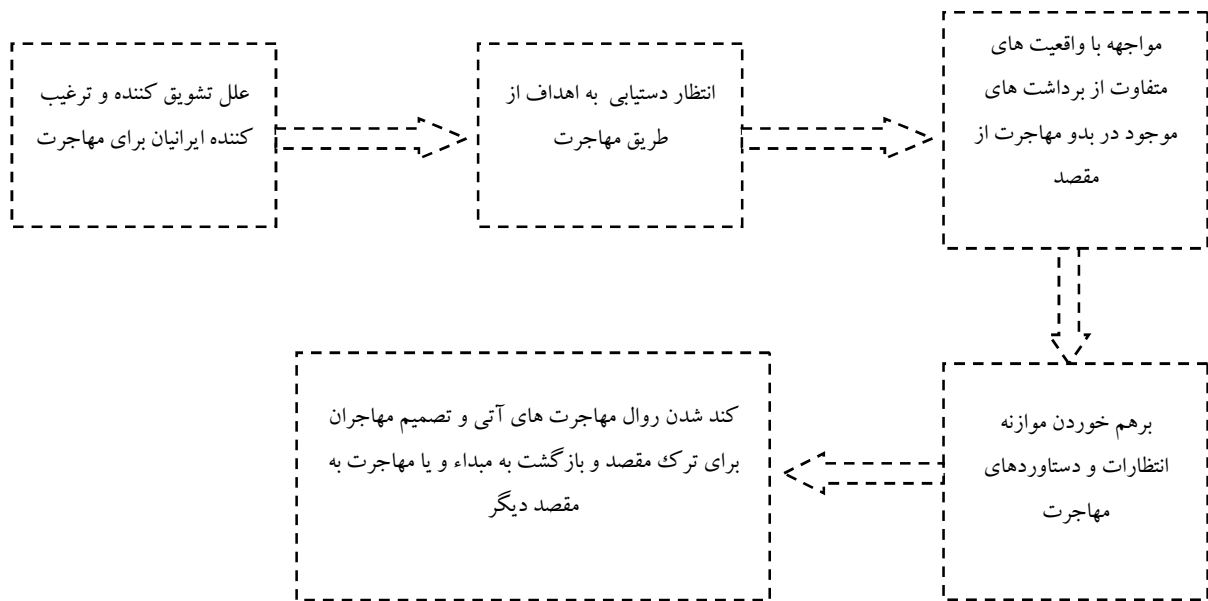 علل تشویق کننده و ترغیب
کننده ایرانیان برای مهاجرت
انتظار دستیابی به اهداف از
طریق مهاجرت
مواجهه با واقعیت های
متفاوت از برداشت های
موجود در بدو مهاجرت از
مقصد
برهم خوردن موازنه
انتظارات و دستاوردهای
مهاجرت
کند شدن روال مهاجرت های آتی و تصمیم مهاجران
برای ترک مقصد و بازگشت به مبداء و یا مهاجرت به
مقصد دیگر